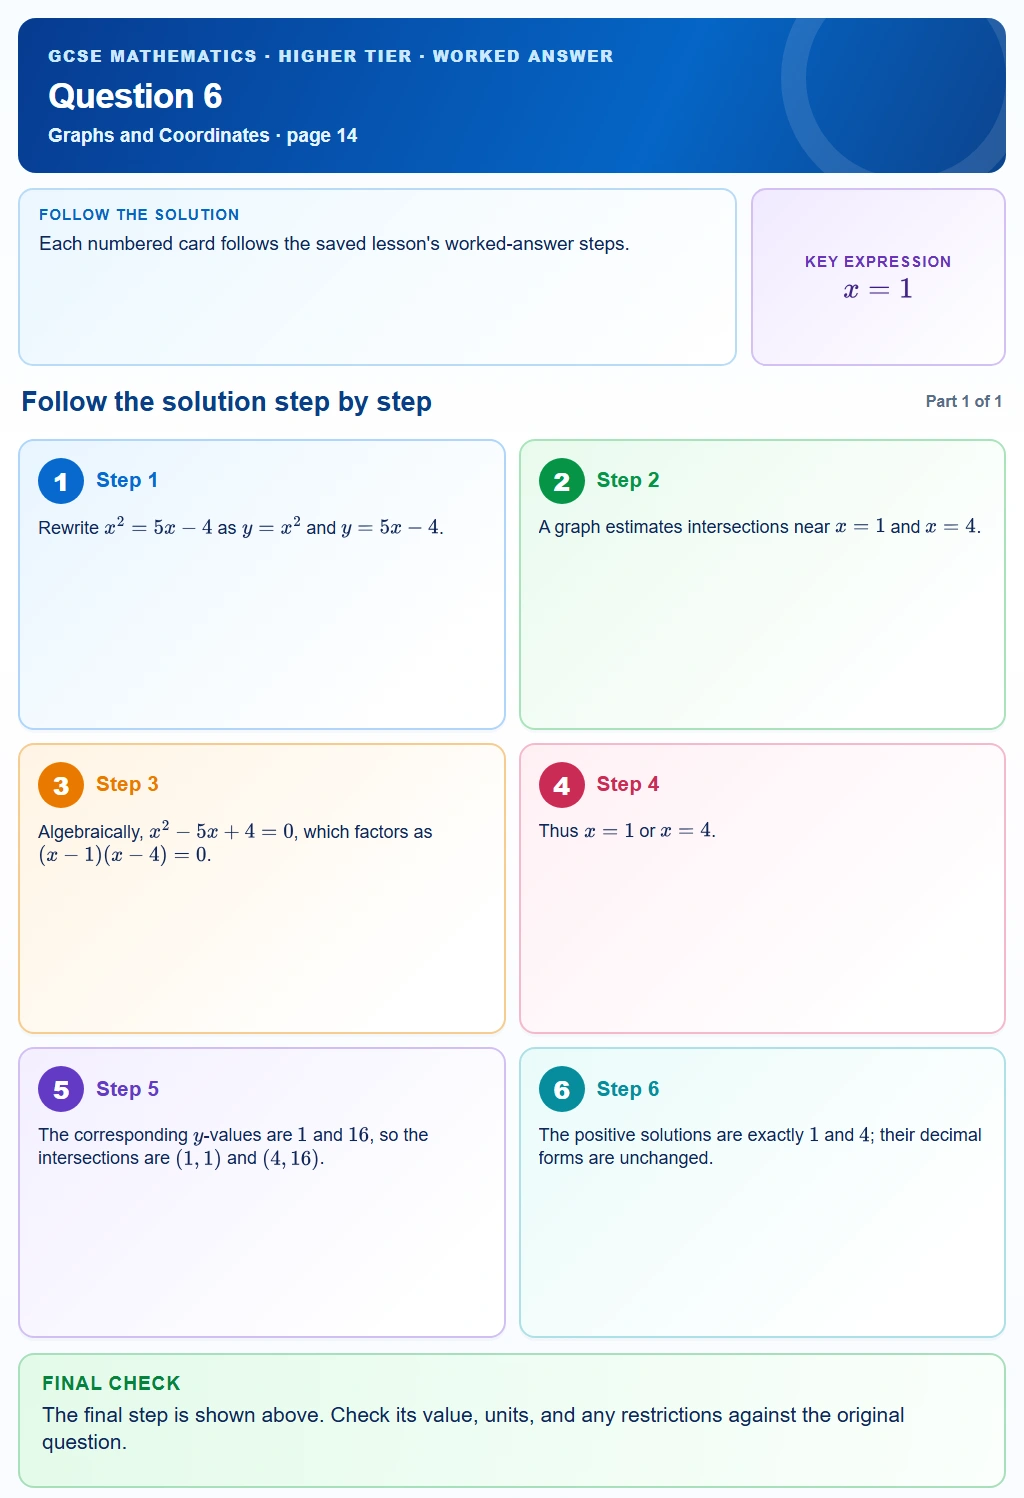 GCSE MATHEMATICS · HIGHER TIER · WORKED ANSWER
Question 6
Graphs and Coordinates · page 14
FOLLOW THE SOLUTION
Each numbered card follows the saved lesson's worked-answer steps.
KEY EXPRESSION
x = 1
Follow the solution step by step
Part 1 of 1
1 Step 1
Rewrite x² = 5x − 4 as y = x² and y = 5x − 4.
2 Step 2
A graph estimates intersections near x = 1 and x = 4.
3 Step 3
Algebraically, x² − 5x + 4 = 0, which factors as
(x − 1)(x − 4) = 0.
4 Step 4
Thus x = 1 or x = 4.
5 Step 5
The corresponding y-values are 1 and 16, so the
intersections are (1, 1) and (4, 16).
6 Step 6
The positive solutions are exactly 1 and 4; their decimal
forms are unchanged.
FINAL CHECK
The final step is shown above. Check its value, units, and any restrictions against the original
question.